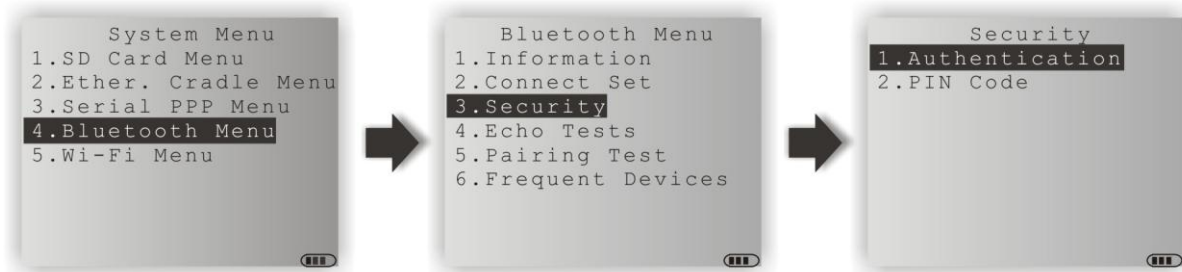 System Menu
1.SD Card Menu
2.Ether. Cradle Menu
3.Serial PPP Menu
4.Bluetooth Menu
5.Wi-Fi Menu
Bluetooth Menu
1.Information
2.Connect Set
3.Security
4.Echo Tests
5.Pairing Test
6.Frequent Devices
Security
1.Authentication
2.PIN Code